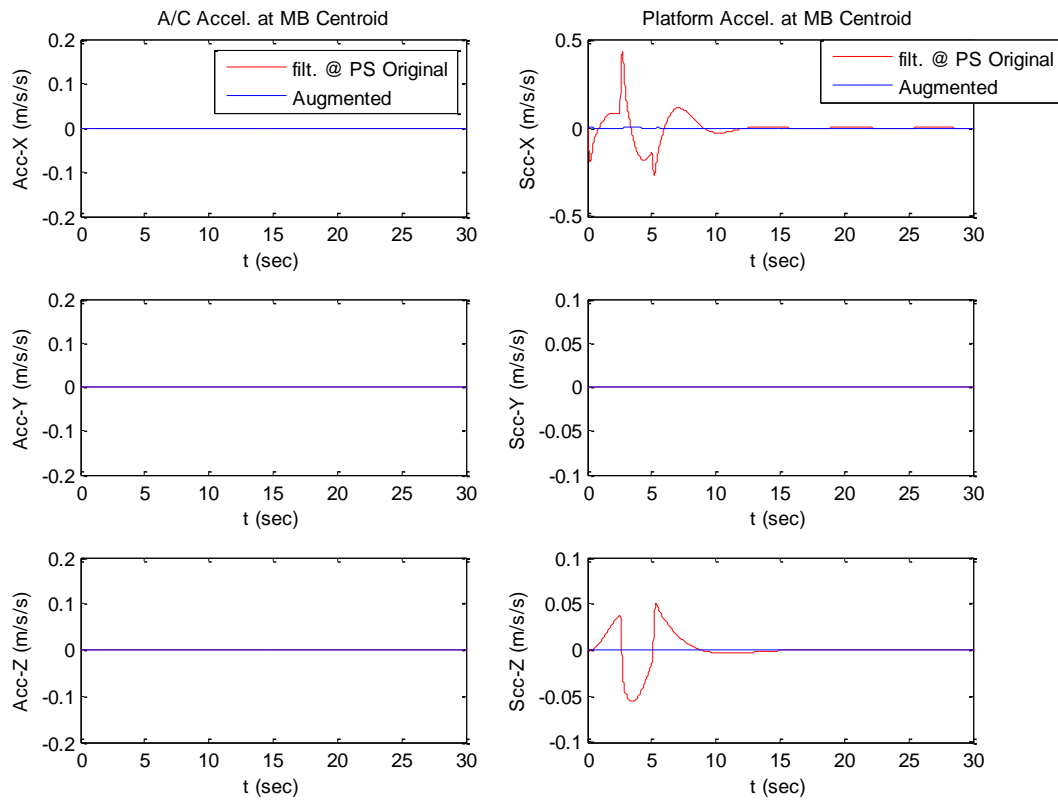 A/C Accel. at MB Centroid
0.2
0.1
0
-0.1
-0.2
Acc-X (m/s/s)
filt. @ PS Original
Augmented
0 5 10 15 20 25 30
t (sec)
Platform Accel. at MB Centroid
0.5
0
-0.5
Scc-X (m/s/s)
filt. @ PS Original
Augmented
0 5 10 15 20 25 30
t (sec)
0.2
0.1
0
-0.1
-0.2
Acc-Y (m/s/s)
0 5 10 15 20 25 30
t (sec)
0.1
0.05
0
-0.05
-0.1
Scc-Y (m/s/s)
0 5 10 15 20 25 30
t (sec)
0.2
0.1
0
-0.1
-0.2
Acc-Z (m/s/s)
0 5 10 15 20 25 30
t (sec)
0.1
0.05
0
-0.05
-0.1
Scc-Z (m/s/s)
0 5 10 15 20 25 30
t (sec)